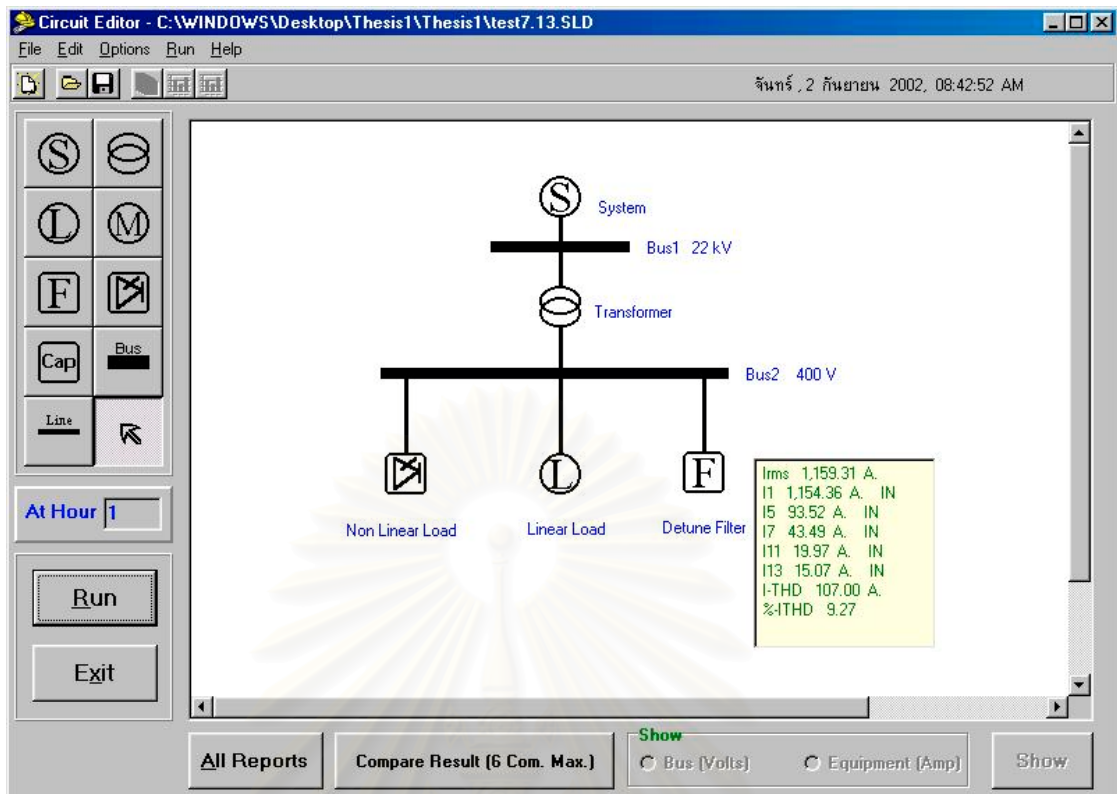 Circuit Editor - C:\WINDOWS\Desktop\Thesis1\Thesis1\test7.13.SLD
File Edit Options Run Help
จันทร์ , 2 กันยายน 2002, 08:42:52 AM
S
L M
F
Cap Bus
Line
At Hour 1
Run
Exit
S System
Bus1 22 kV
Transformer
Bus2 400 V
L F
Non Linear Load Linear Load Detune Filter
Irms 1,159.31 A.
I1 1,154.36 A. IN
I5 93.52 A. IN
I7 43.49 A. IN
I11 19.97 A. IN
I13 15.07 A. IN
I-THD 107.00 A.
%-ITHD 9.27
All Reports Compare Result (6 Com. Max.)
Show
Bus (Volts) Equipment (Amp)
Show